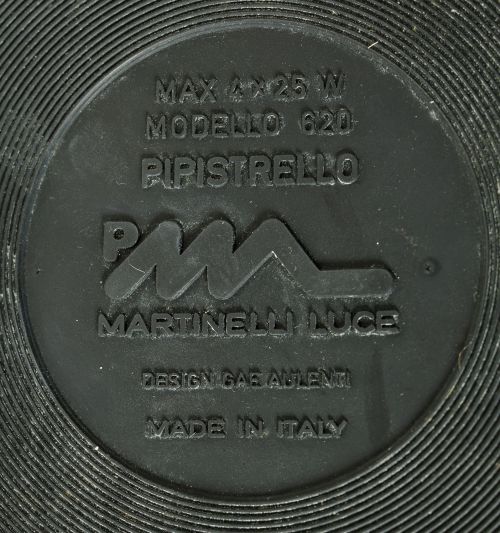 MAX 4×25 W
MODELLO 620
PIPISTRELLO
P
MARTINELLI LUCE
DESIGN GAE AULENTI
MADE IN ITALY